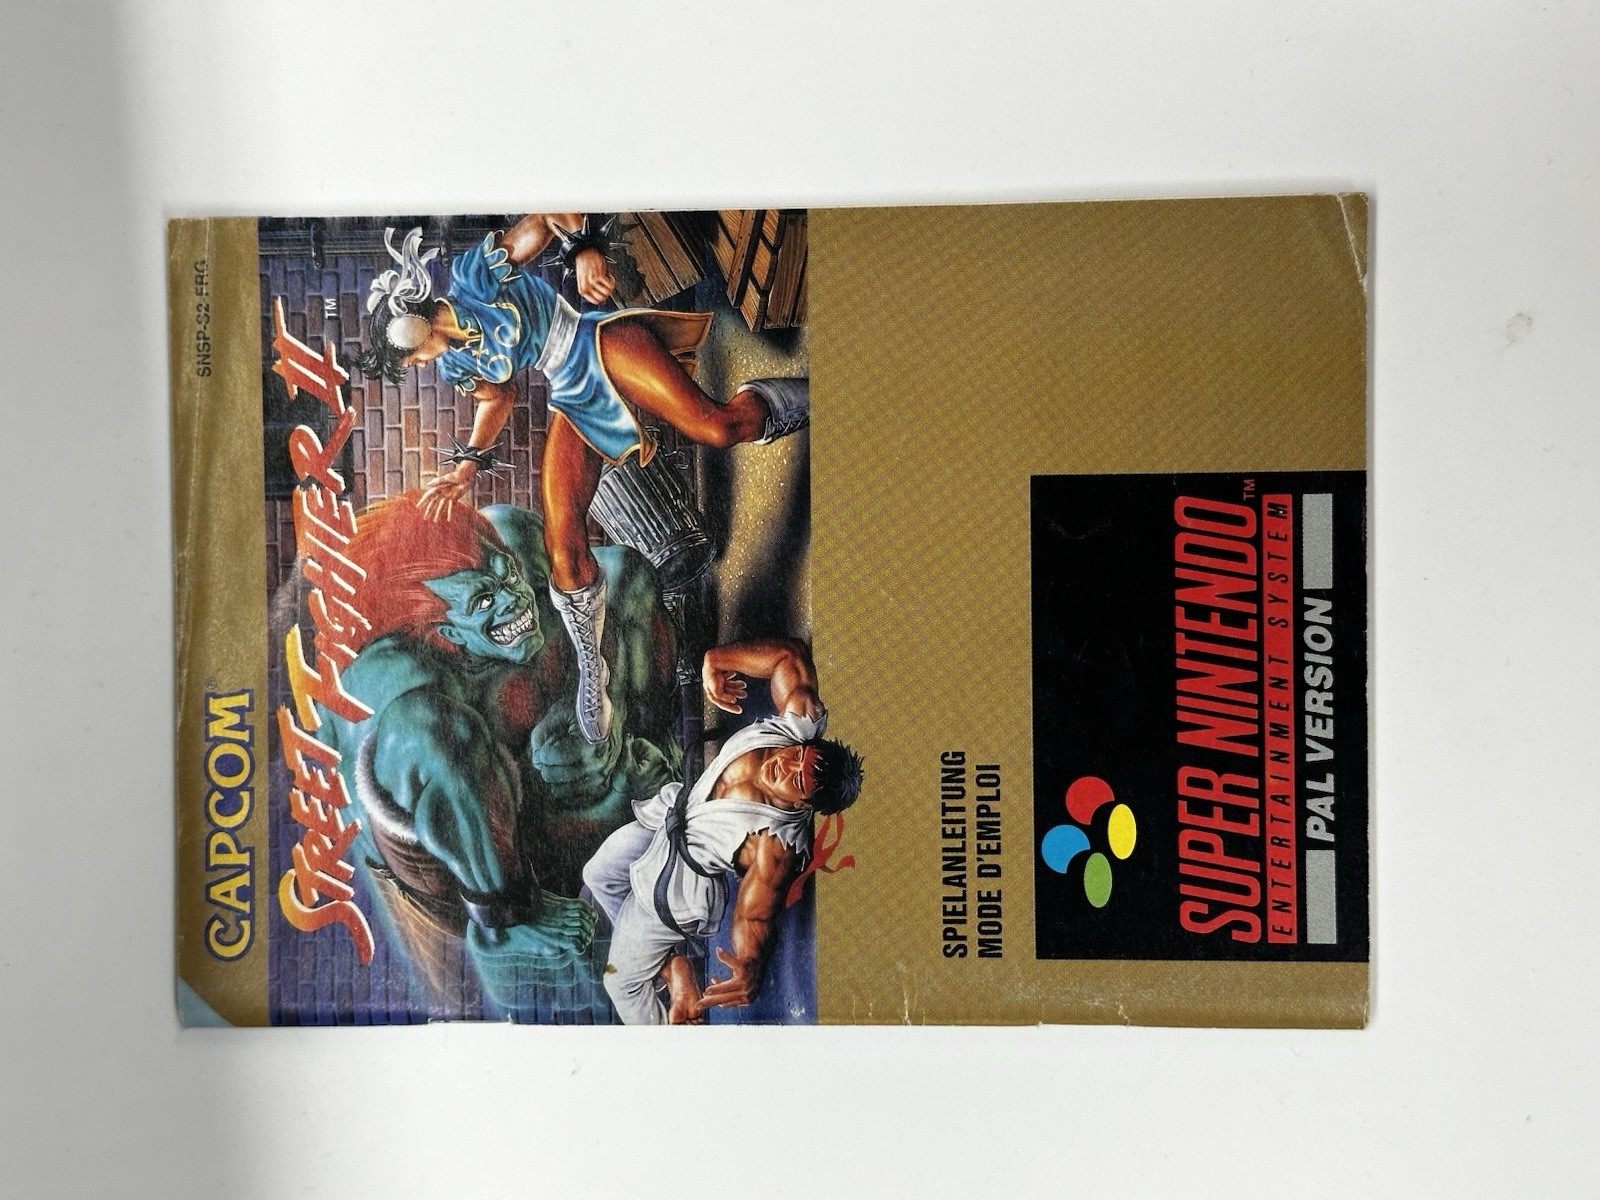 SNSP-S2-FRG
CAPCOM®
STREET FIGHTER II™
SPIELANLEITUNG
MODE D'EMPLOI
SUPER NINTENDO™
ENTERTAINMENT SYSTEM
PAL VERSION